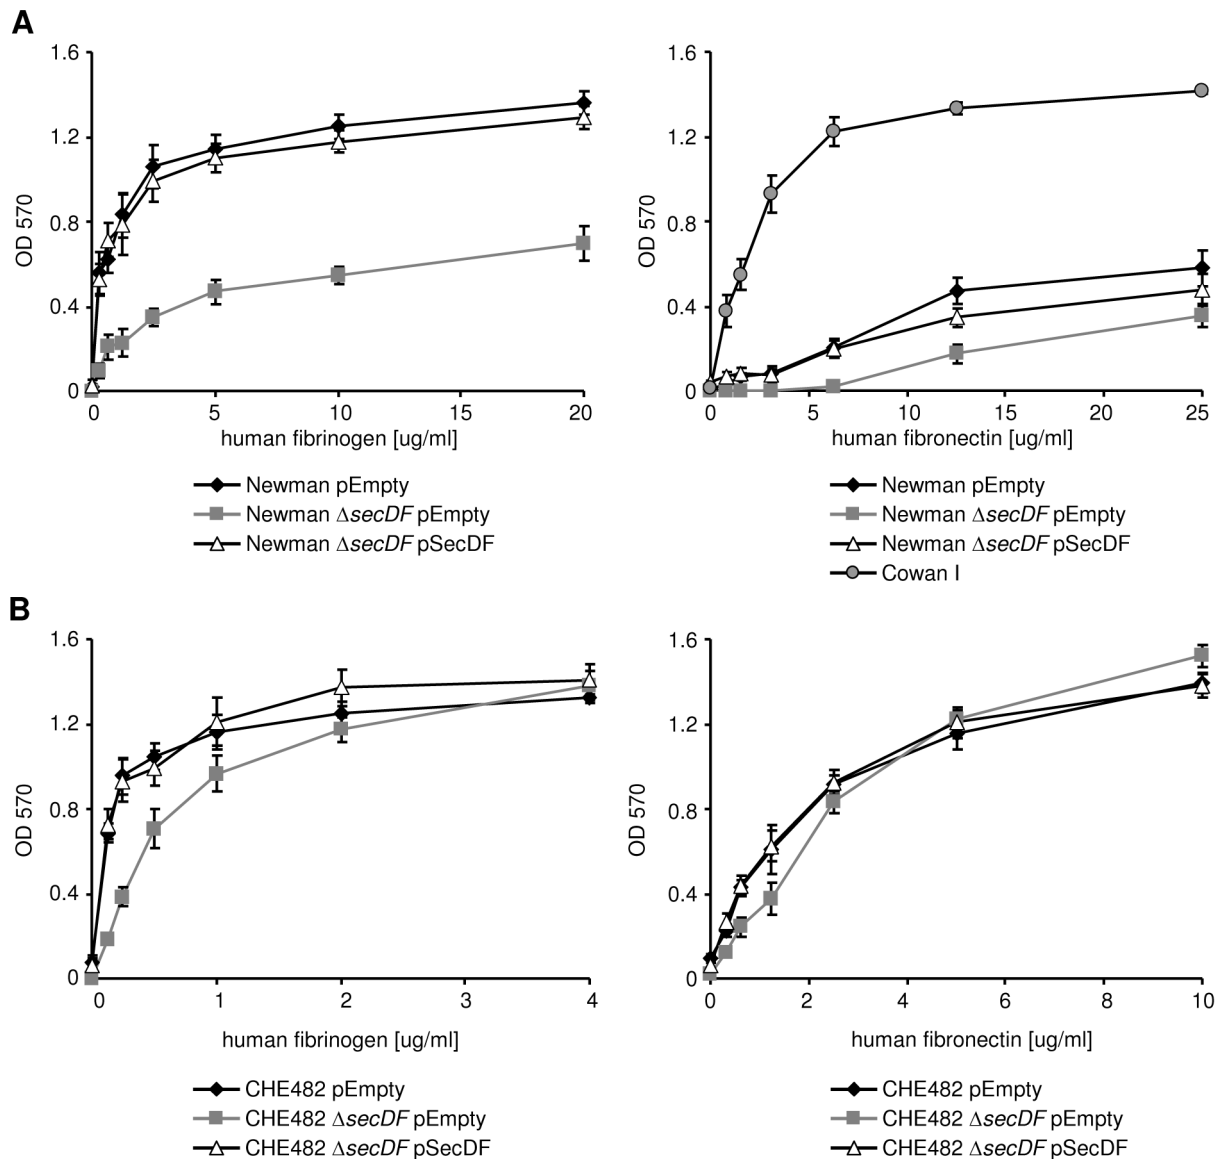 A
1.6
1.2
0.8
0.4
0
OD 570
0 5 10 15 20
human fibrinogen [ug/ml]
Newman pEmpty
Newman ΔsecDF pEmpty
Newman ΔsecDF pSecDF
1.6
1.2
0.8
0.4
0
OD 570
0 5 10 15 20 25
human fibronectin [ug/ml]
Newman pEmpty
Newman ΔsecDF pEmpty
Newman ΔsecDF pSecDF
Cowan I
B
1.6
1.2
0.8
0.4
0
OD 570
0 1 2 3 4
human fibrinogen [ug/ml]
CHE482 pEmpty
CHE482 ΔsecDF pEmpty
CHE482 ΔsecDF pSecDF
1.6
1.2
0.8
0.4
0
OD 570
0 2 4 6 8 10
human fibronectin [ug/ml]
CHE482 pEmpty
CHE482 ΔsecDF pEmpty
CHE482 ΔsecDF pSecDF